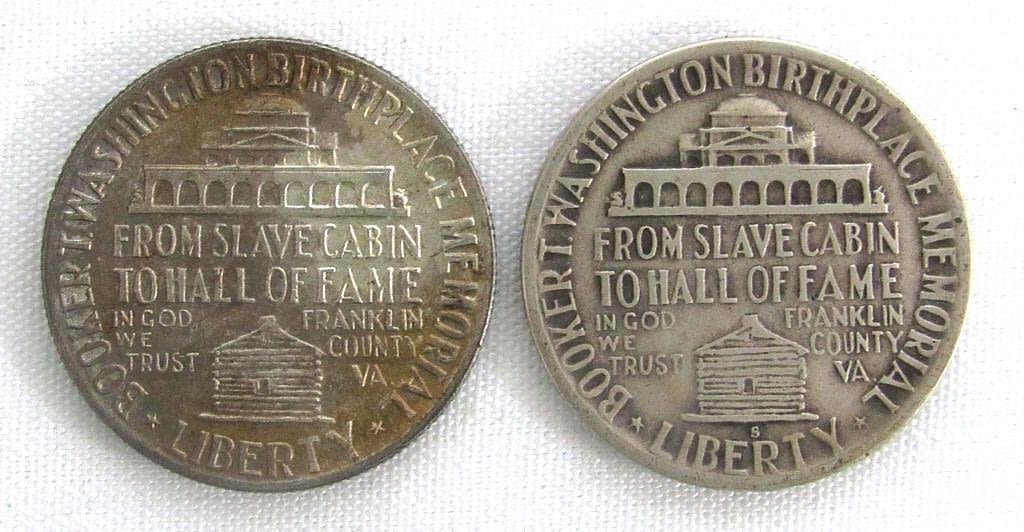 BOOKER T. WASHINGTON BIRTHPLACE MEMORIAL
FROM SLAVE CABIN
TO HALL OF FAME
IN GOD
WE
TRUST
FRANKLIN
COUNTY
VA
LIBERTY
BOOKER T. WASHINGTON BIRTHPLACE MEMORIAL
FROM SLAVE CABIN
TO HALL OF FAME
IN GOD
WE
TRUST
FRANKLIN
COUNTY
VA.
S
LIBERTY